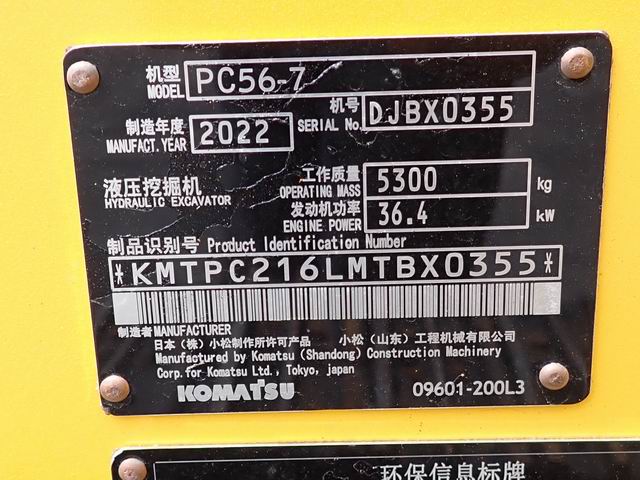 机型 MODEL PC56-7
机号 SERIAL No. DJBX0355
制造年度 MANUFACT. YEAR 2022
液压挖掘机
HYDRAULIC EXCAVATOR
工作质量 OPERATING MASS 5300 kg
发动机功率 ENGINE POWER 36.4 kW
制品识别号 Product Identification Number
*KMTPC216LMTBX0355*
制造者 MANUFACTURER
日本（株）小松制作所许可产品 小松（山东）工程机械有限公司
Manufactured by Komatsu (Shandong) Construction Machinery
Corp.for Komatsu Ltd., Tokyo, japan
KOMATSU 09601-200L3
环保信息标牌